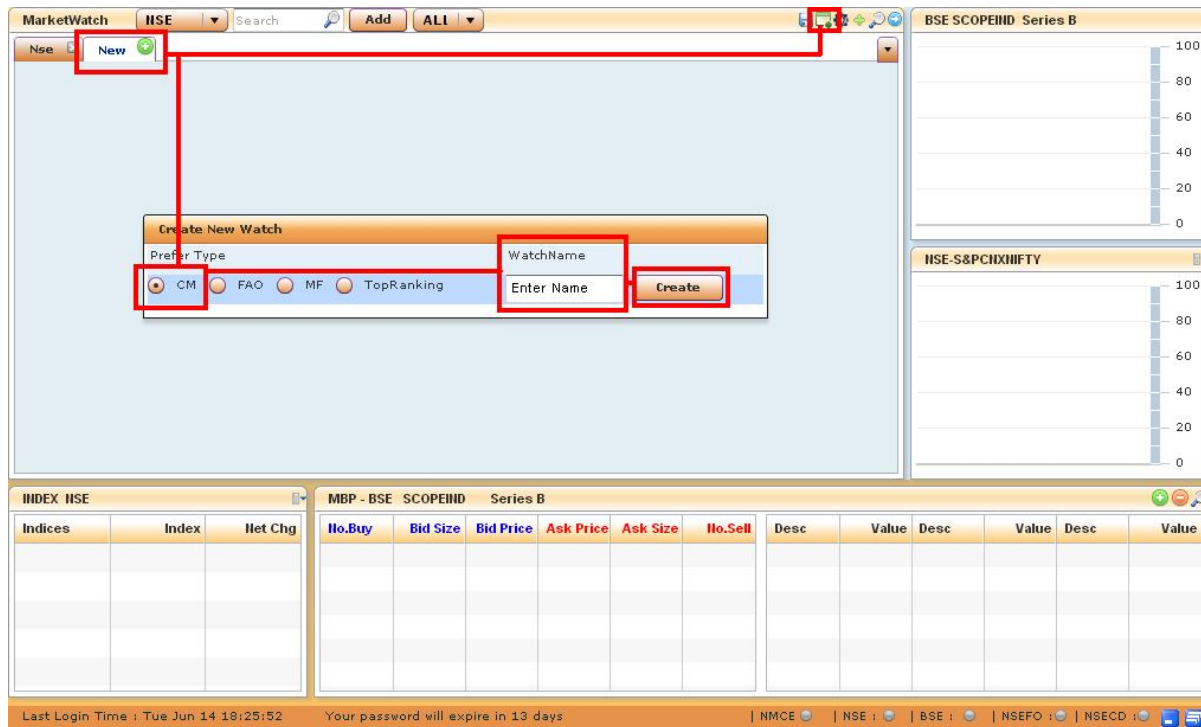 MarketWatch NSE Search Add ALL
Nse New
Create New Watch
Prefer Type WatchName
CM FAO MF TopRanking Enter Name Create
BSE SCOPEIND Series B
100
80
60
40
20
0
NSE-S&PCNXNIFTY
100
80
60
40
20
0
INDEX NSE
Indices Index Net Chg
MBP - BSE SCOPEIND Series B
No.Buy Bid Size Bid Price Ask Price Ask Size No.Sell Desc Value Desc Value Desc Value
Last Login Time : Tue Jun 14 18:25:52 Your password will expire in 13 days | NMCE | NSE : | BSE : | NSEFO : | NSECD :